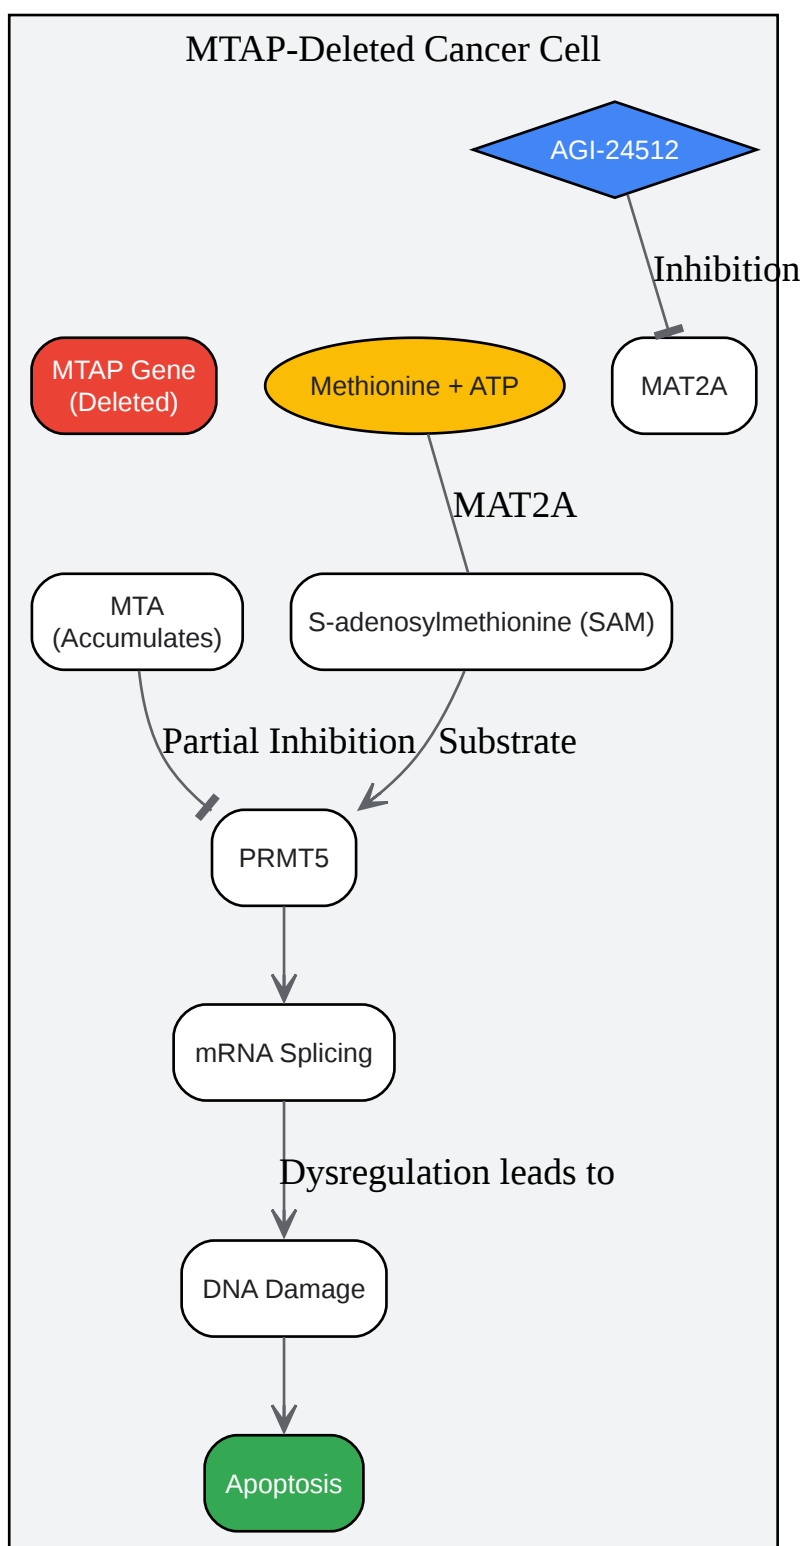 MTAP-Deleted Cancer Cell
AGI-24512
Inhibition
MTAP Gene
(Deleted)
Methionine + ATP
MAT2A
MAT2A
MTA
(Accumulates)
S-adenosylmethionine (SAM)
Partial Inhibition
Substrate
PRMT5
mRNA Splicing
Dysregulation leads to
DNA Damage
Apoptosis